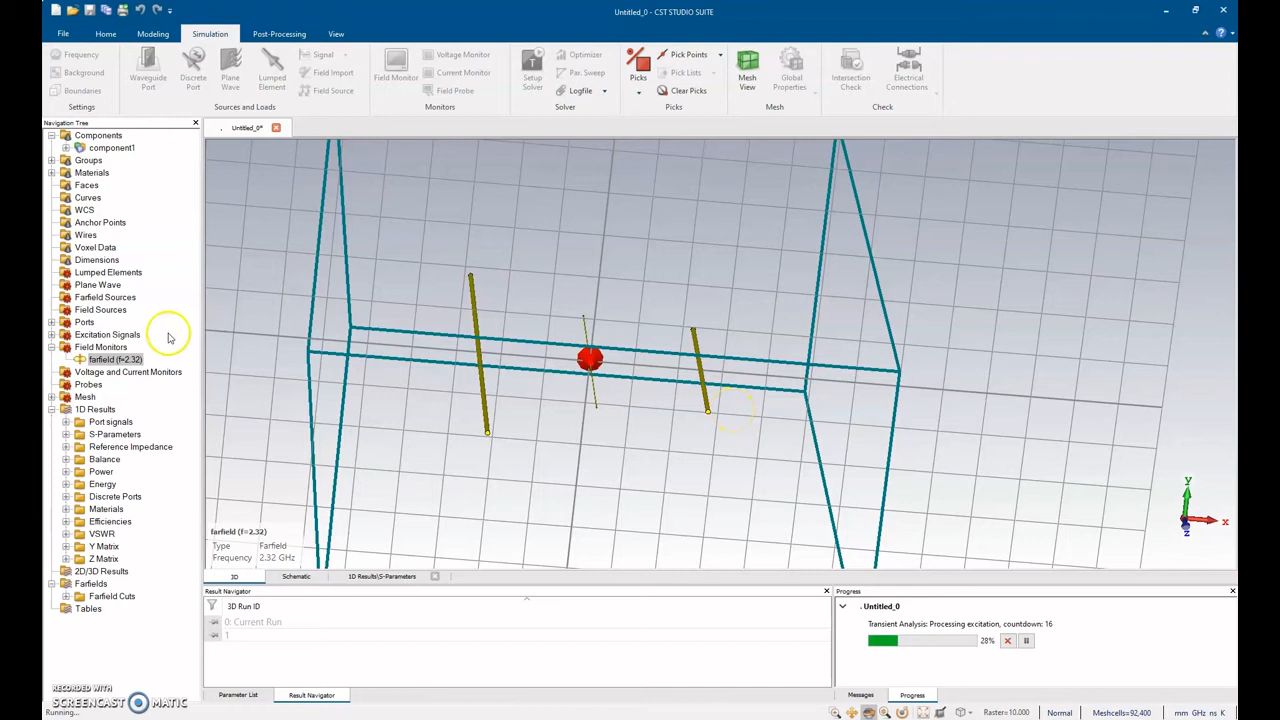 Untitled_0 - CST STUDIO SUITE
File Home Modeling Simulation Post-Processing View
Frequency
Background
Boundaries
Settings
Waveguide Port
Discrete Port
Plane Wave
Lumped Element
Signal
Field Import
Field Source
Sources and Loads
Field Monitor
Voltage Monitor
Current Monitor
Field Probe
Monitors
Setup Solver
Optimizer
Par. Sweep
Logfile
Solver
Picks
Pick Points
Pick Lists
Clear Picks
Picks
Mesh View
Global Properties
Mesh
Intersection Check
Electrical Connections
Check
Navigation Tree
Untitled_0*
Components
component1
Groups
Materials
Faces
Curves
WCS
Anchor Points
Wires
Voxel Data
Dimensions
Lumped Elements
Plane Wave
Farfield Sources
Field Sources
Ports
Excitation Signals
Field Monitors
farfield (f=2.32)
Voltage and Current Monitors
Probes
Mesh
1D Results
Port signals
S-Parameters
Reference Impedance
Balance
Power
Energy
Discrete Ports
Materials
Efficiencies
VSWR
Y Matrix
Z Matrix
2D/3D Results
Farfields
Farfield Cuts
Tables
farfield (f=2.32)
Type Farfield
Frequency 2.32 GHz
y
x
z
3D Schematic 1D Results\S-Parameters
Result Navigator
3D Run ID
0: Current Run
1
Parameter List Result Navigator
Progress
. Untitled_0
Transient Analysis: Processing excitation, countdown: 16
28%
Messages Progress
RECORDED WITH
SCREENCAST MATIC
Running...
Raster=10.000 Normal Meshcells=92,400 mm GHz ns K